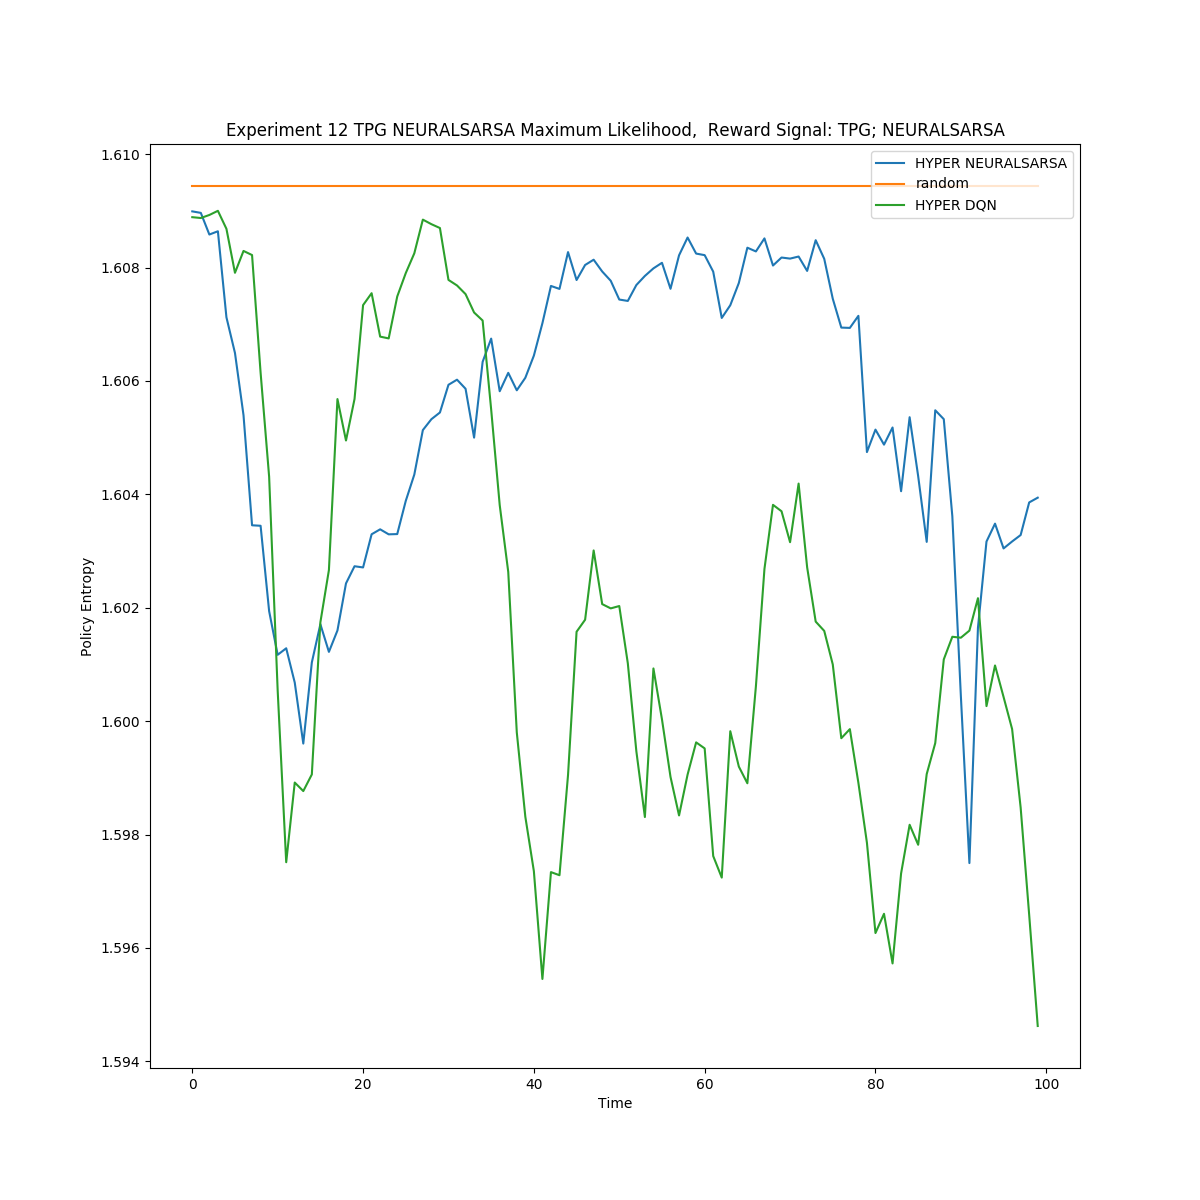 Experiment 12 TPG NEURALSARSA Maximum Likelihood,  Reward Signal: TPG; NEURALSARSA
HYPER NEURALSARSA
random
HYPER DQN
1.610
1.608
1.606
1.604
1.602
1.600
1.598
1.596
1.594
Policy Entropy
0
20
40
60
80
100
Time